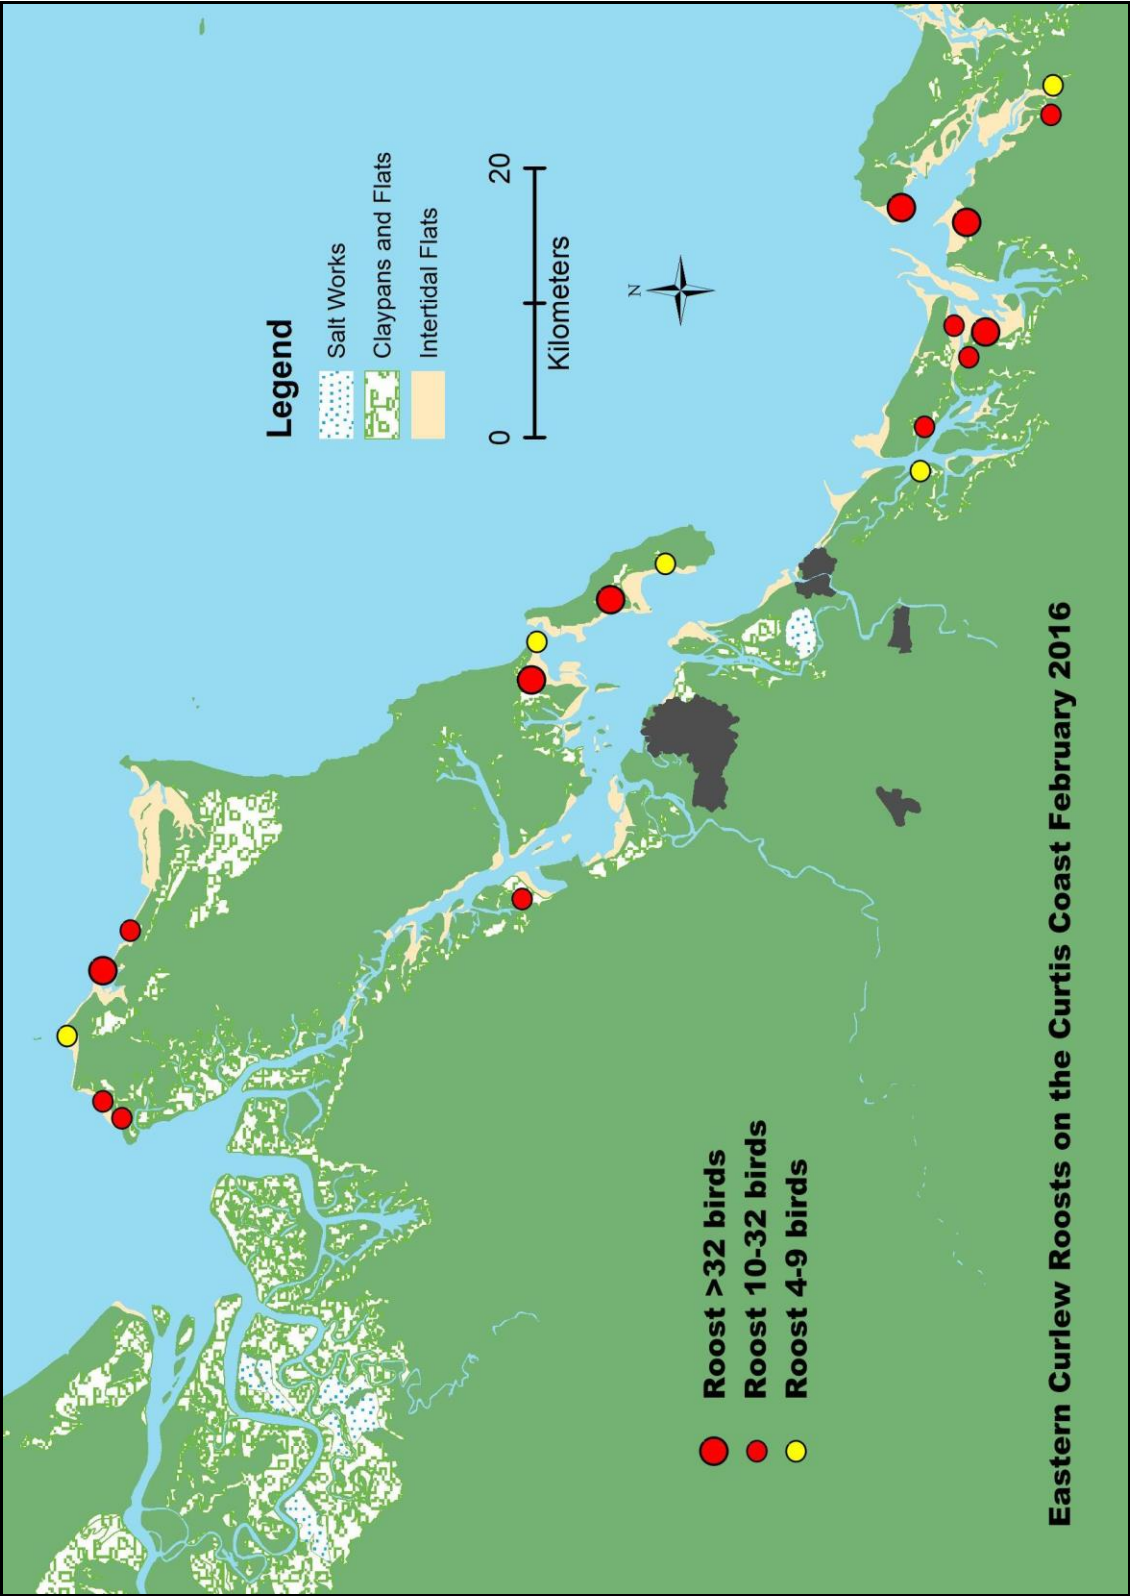 Legend
Salt Works
Claypans and Flats
Intertidal Flats
0 20
Kilometers
N
Roost >32 birds
Roost 10-32 birds
Roost 4-9 birds
Eastern Curlew Roosts on the Curtis Coast February 2016